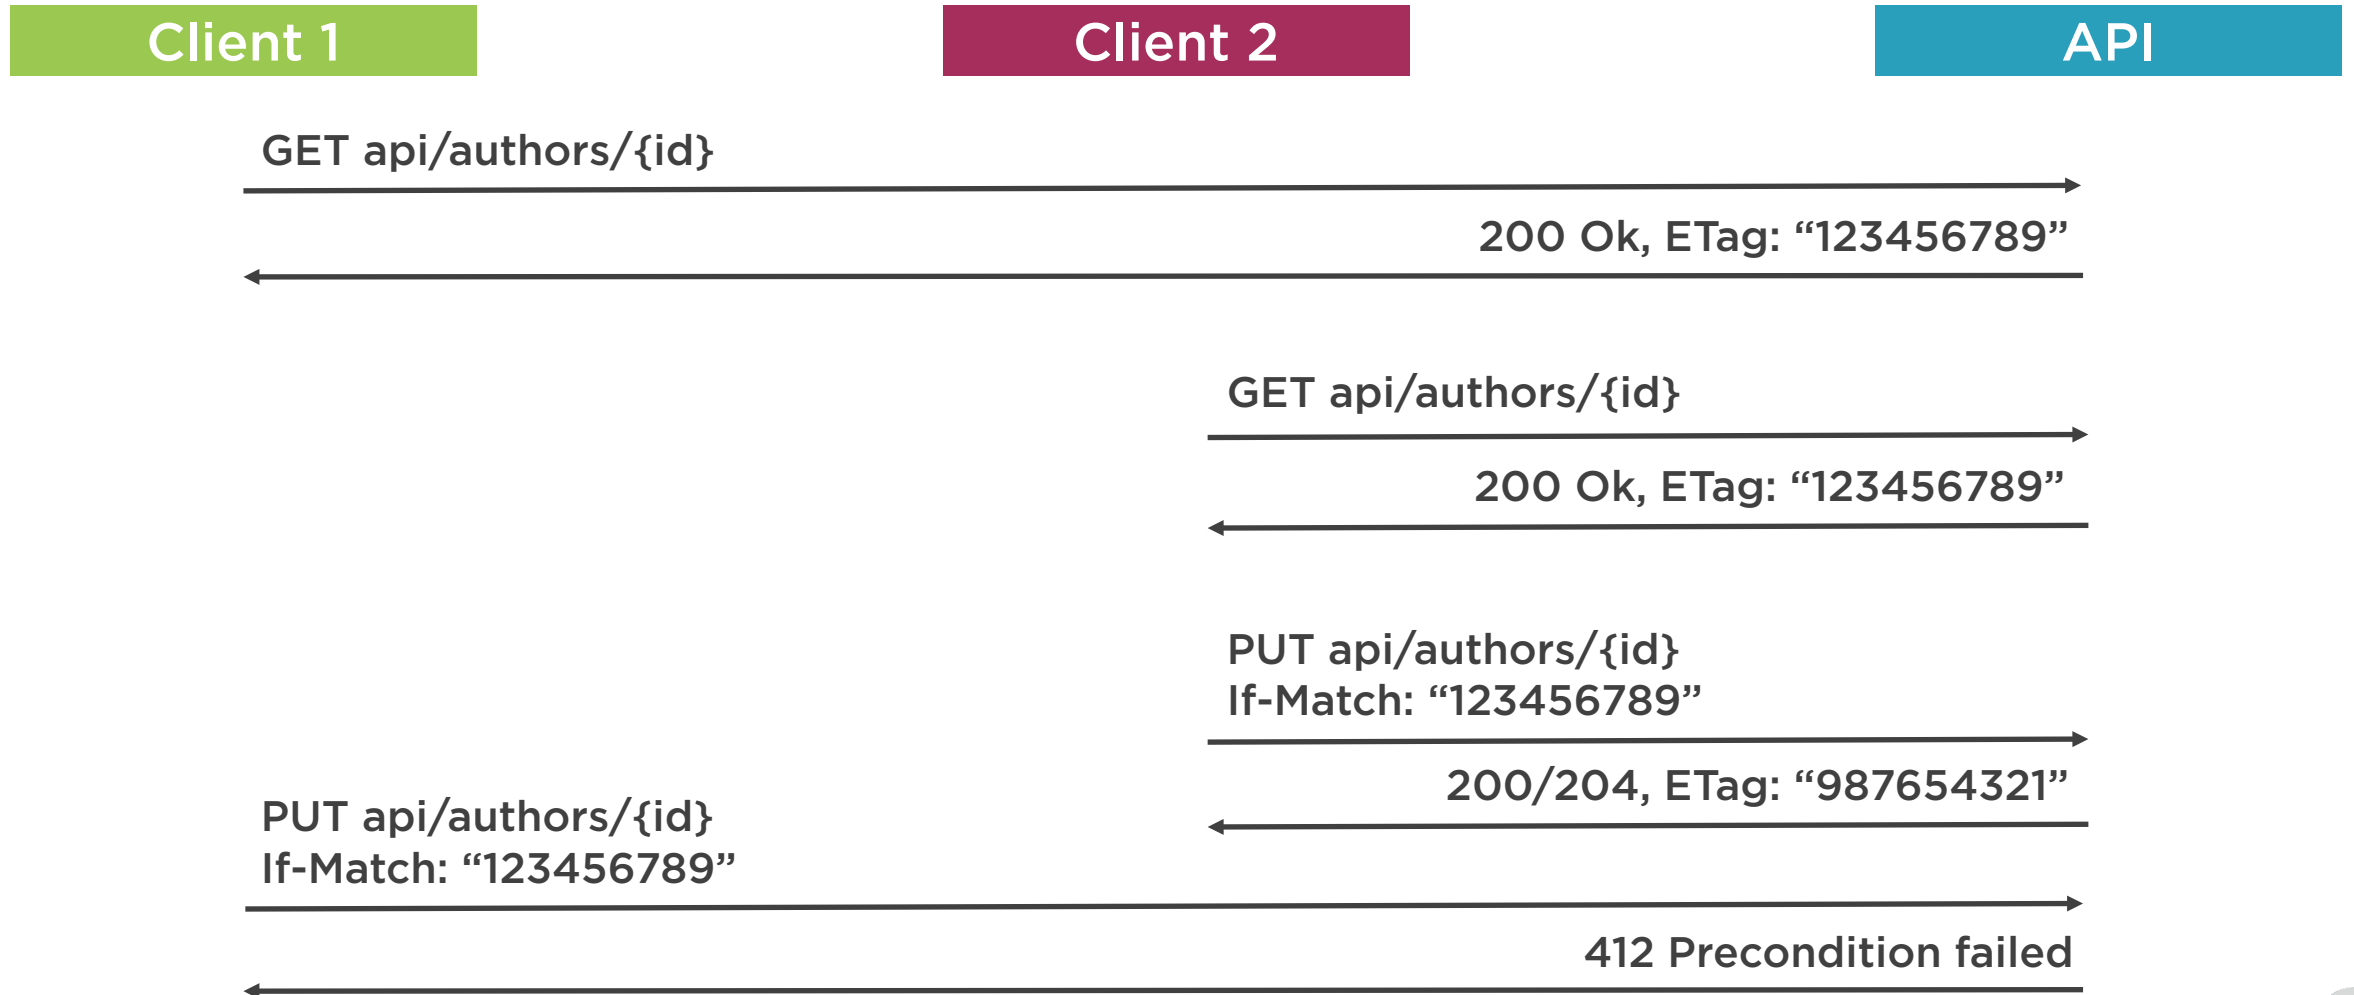 Client 1
Client 2
API
GET api/authors/{id}
200 Ok, ETag: “123456789”
GET api/authors/{id}
200 Ok, ETag: “123456789”
PUT api/authors/{id}
If-Match: “123456789”
200/204, ETag: “987654321”
PUT api/authors/{id}
If-Match: “123456789”
412 Precondition failed